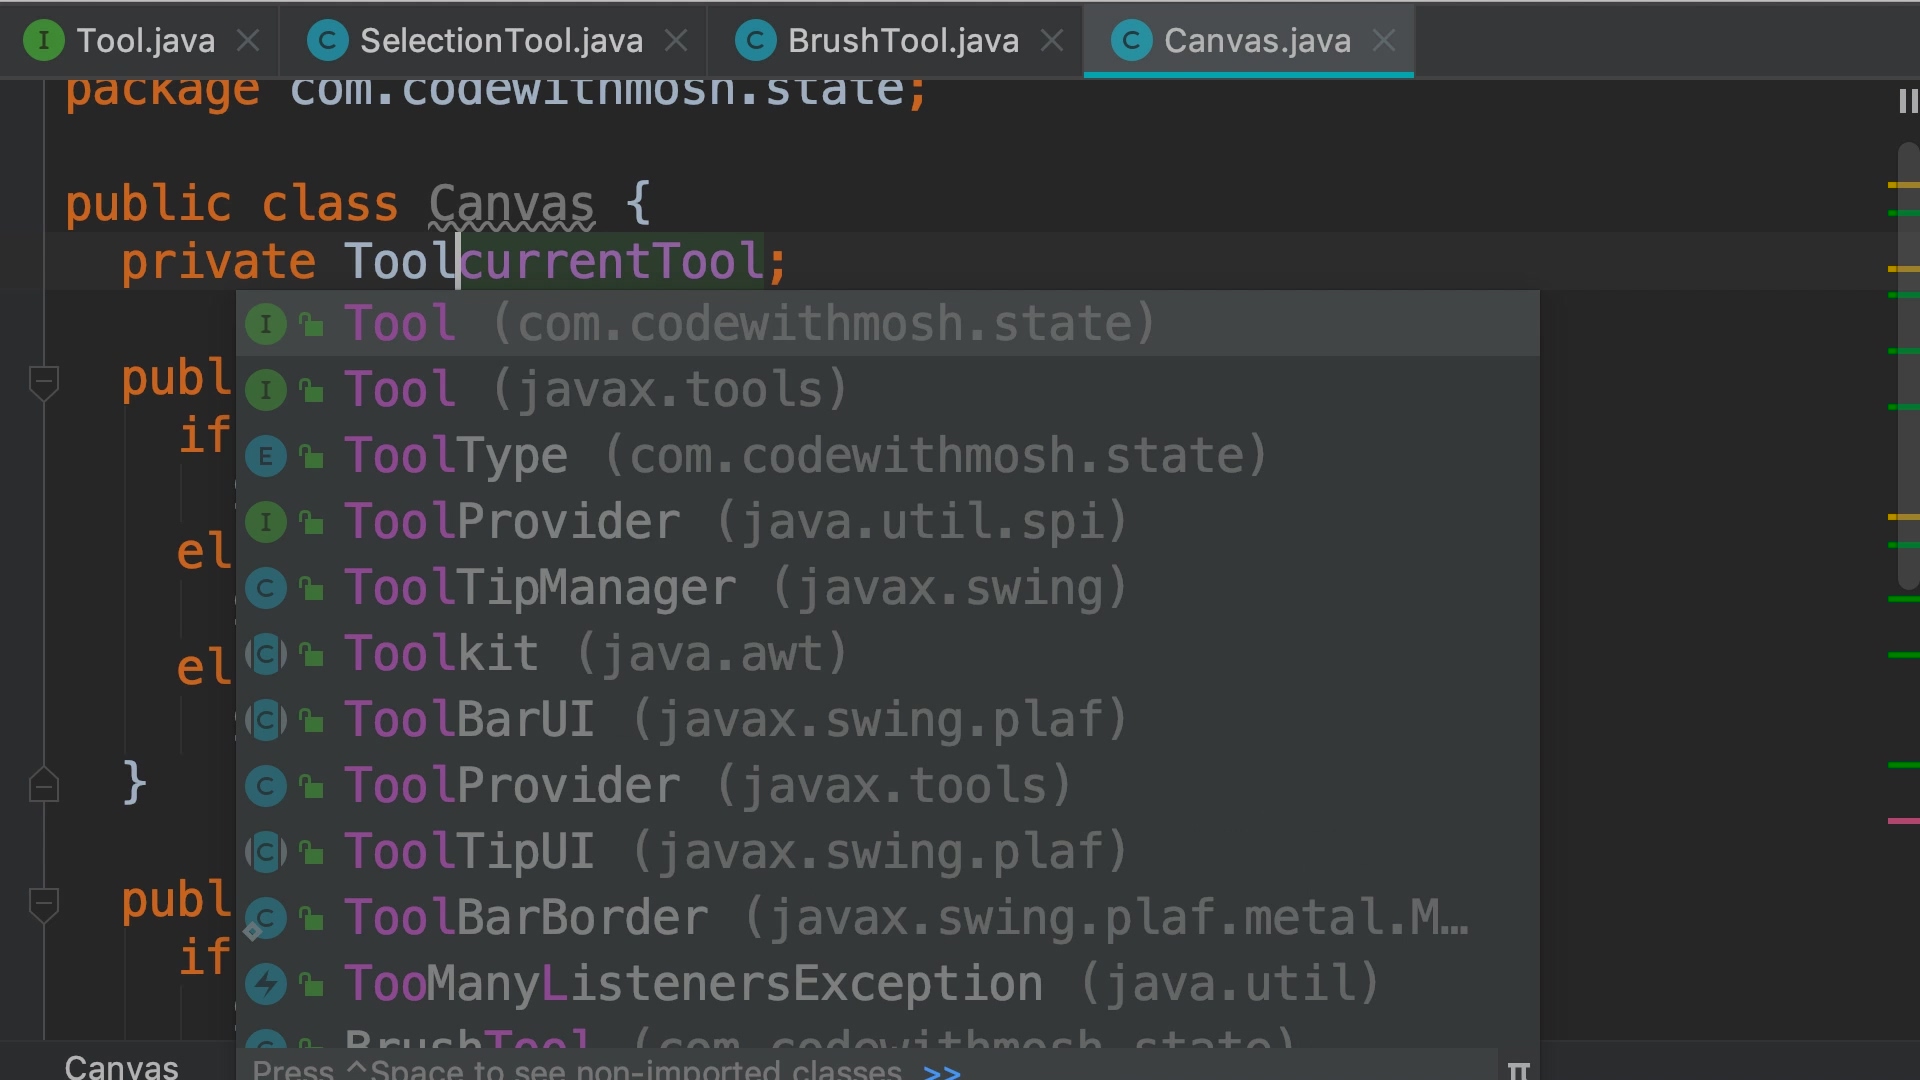 Tool.java SelectionTool.java BrushTool.java Canvas.java
package com.codewithmosh.state;
public class Canvas {
private ToolcurrentTool;
Tool (com.codewithmosh.state)
publ
Tool (javax.tools)
if
ToolType (com.codewithmosh.state)
ToolProvider (java.util.spi)
el
ToolTipManager (javax.swing)
el
Toolkit (java.awt)
ToolBarUI (javax.swing.plaf)
}
ToolProvider (javax.tools)
ToolTipUI (javax.swing.plaf)
publ
ToolBarBorder (javax.swing.plaf.metal.M…
if
TooManyListenersException (java.util)
BrushTool (com.codewithmosh.state)
Canvas
Press ^Space to see non-imported classes >> π